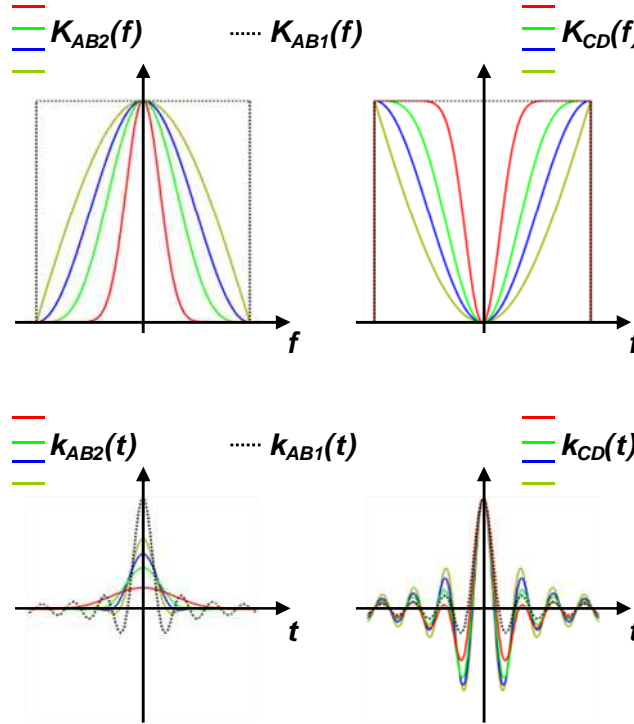 K_AB2(f) K_AB1(f) K_CD(f)
f f
k_AB2(t) k_AB1(t) k_CD(t)
t t